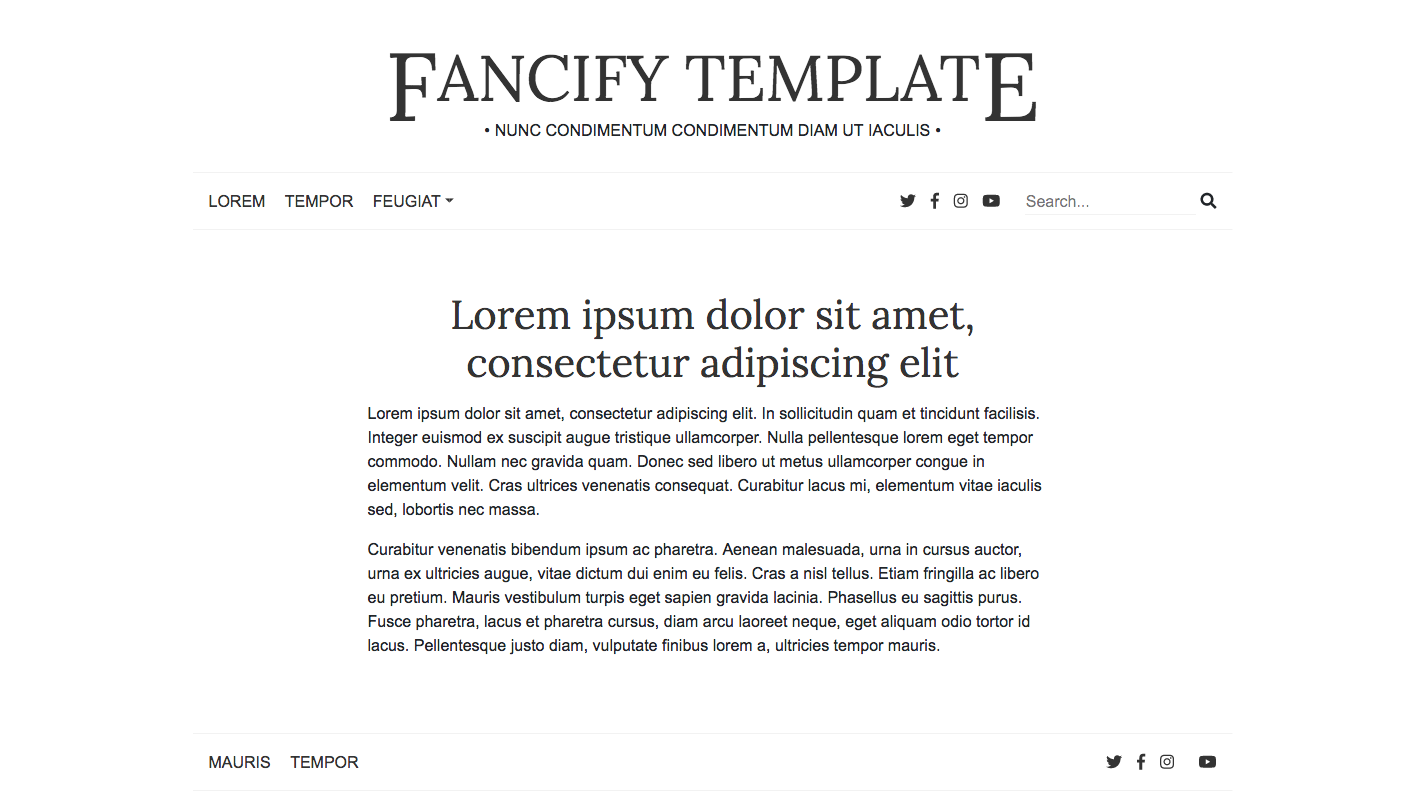 FANCIFY TEMPLATE
• NUNC CONDIMENTUM CONDIMENTUM DIAM UT IACULIS •
LOREM TEMPOR FEUGIAT Search...
Lorem ipsum dolor sit amet,
consectetur adipiscing elit
Lorem ipsum dolor sit amet, consectetur adipiscing elit. In sollicitudin quam et tincidunt facilisis.
Integer euismod ex suscipit augue tristique ullamcorper. Nulla pellentesque lorem eget tempor
commodo. Nullam nec gravida quam. Donec sed libero ut metus ullamcorper congue in
elementum velit. Cras ultrices venenatis consequat. Curabitur lacus mi, elementum vitae iaculis
sed, lobortis nec massa.
Curabitur venenatis bibendum ipsum ac pharetra. Aenean malesuada, urna in cursus auctor,
urna ex ultricies augue, vitae dictum dui enim eu felis. Cras a nisl tellus. Etiam fringilla ac libero
eu pretium. Mauris vestibulum turpis eget sapien gravida lacinia. Phasellus eu sagittis purus.
Fusce pharetra, lacus et pharetra cursus, diam arcu laoreet neque, eget aliquam odio tortor id
lacus. Pellentesque justo diam, vulputate finibus lorem a, ultricies tempor mauris.
MAURIS TEMPOR